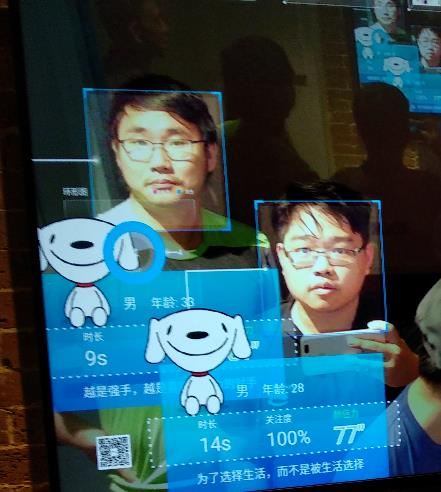 男 年龄: 33
时长
9s
越是强手，越是
男 年龄: 28
时长 关注度
14s 100% 77"
为了选择生活，而不是被生活选择